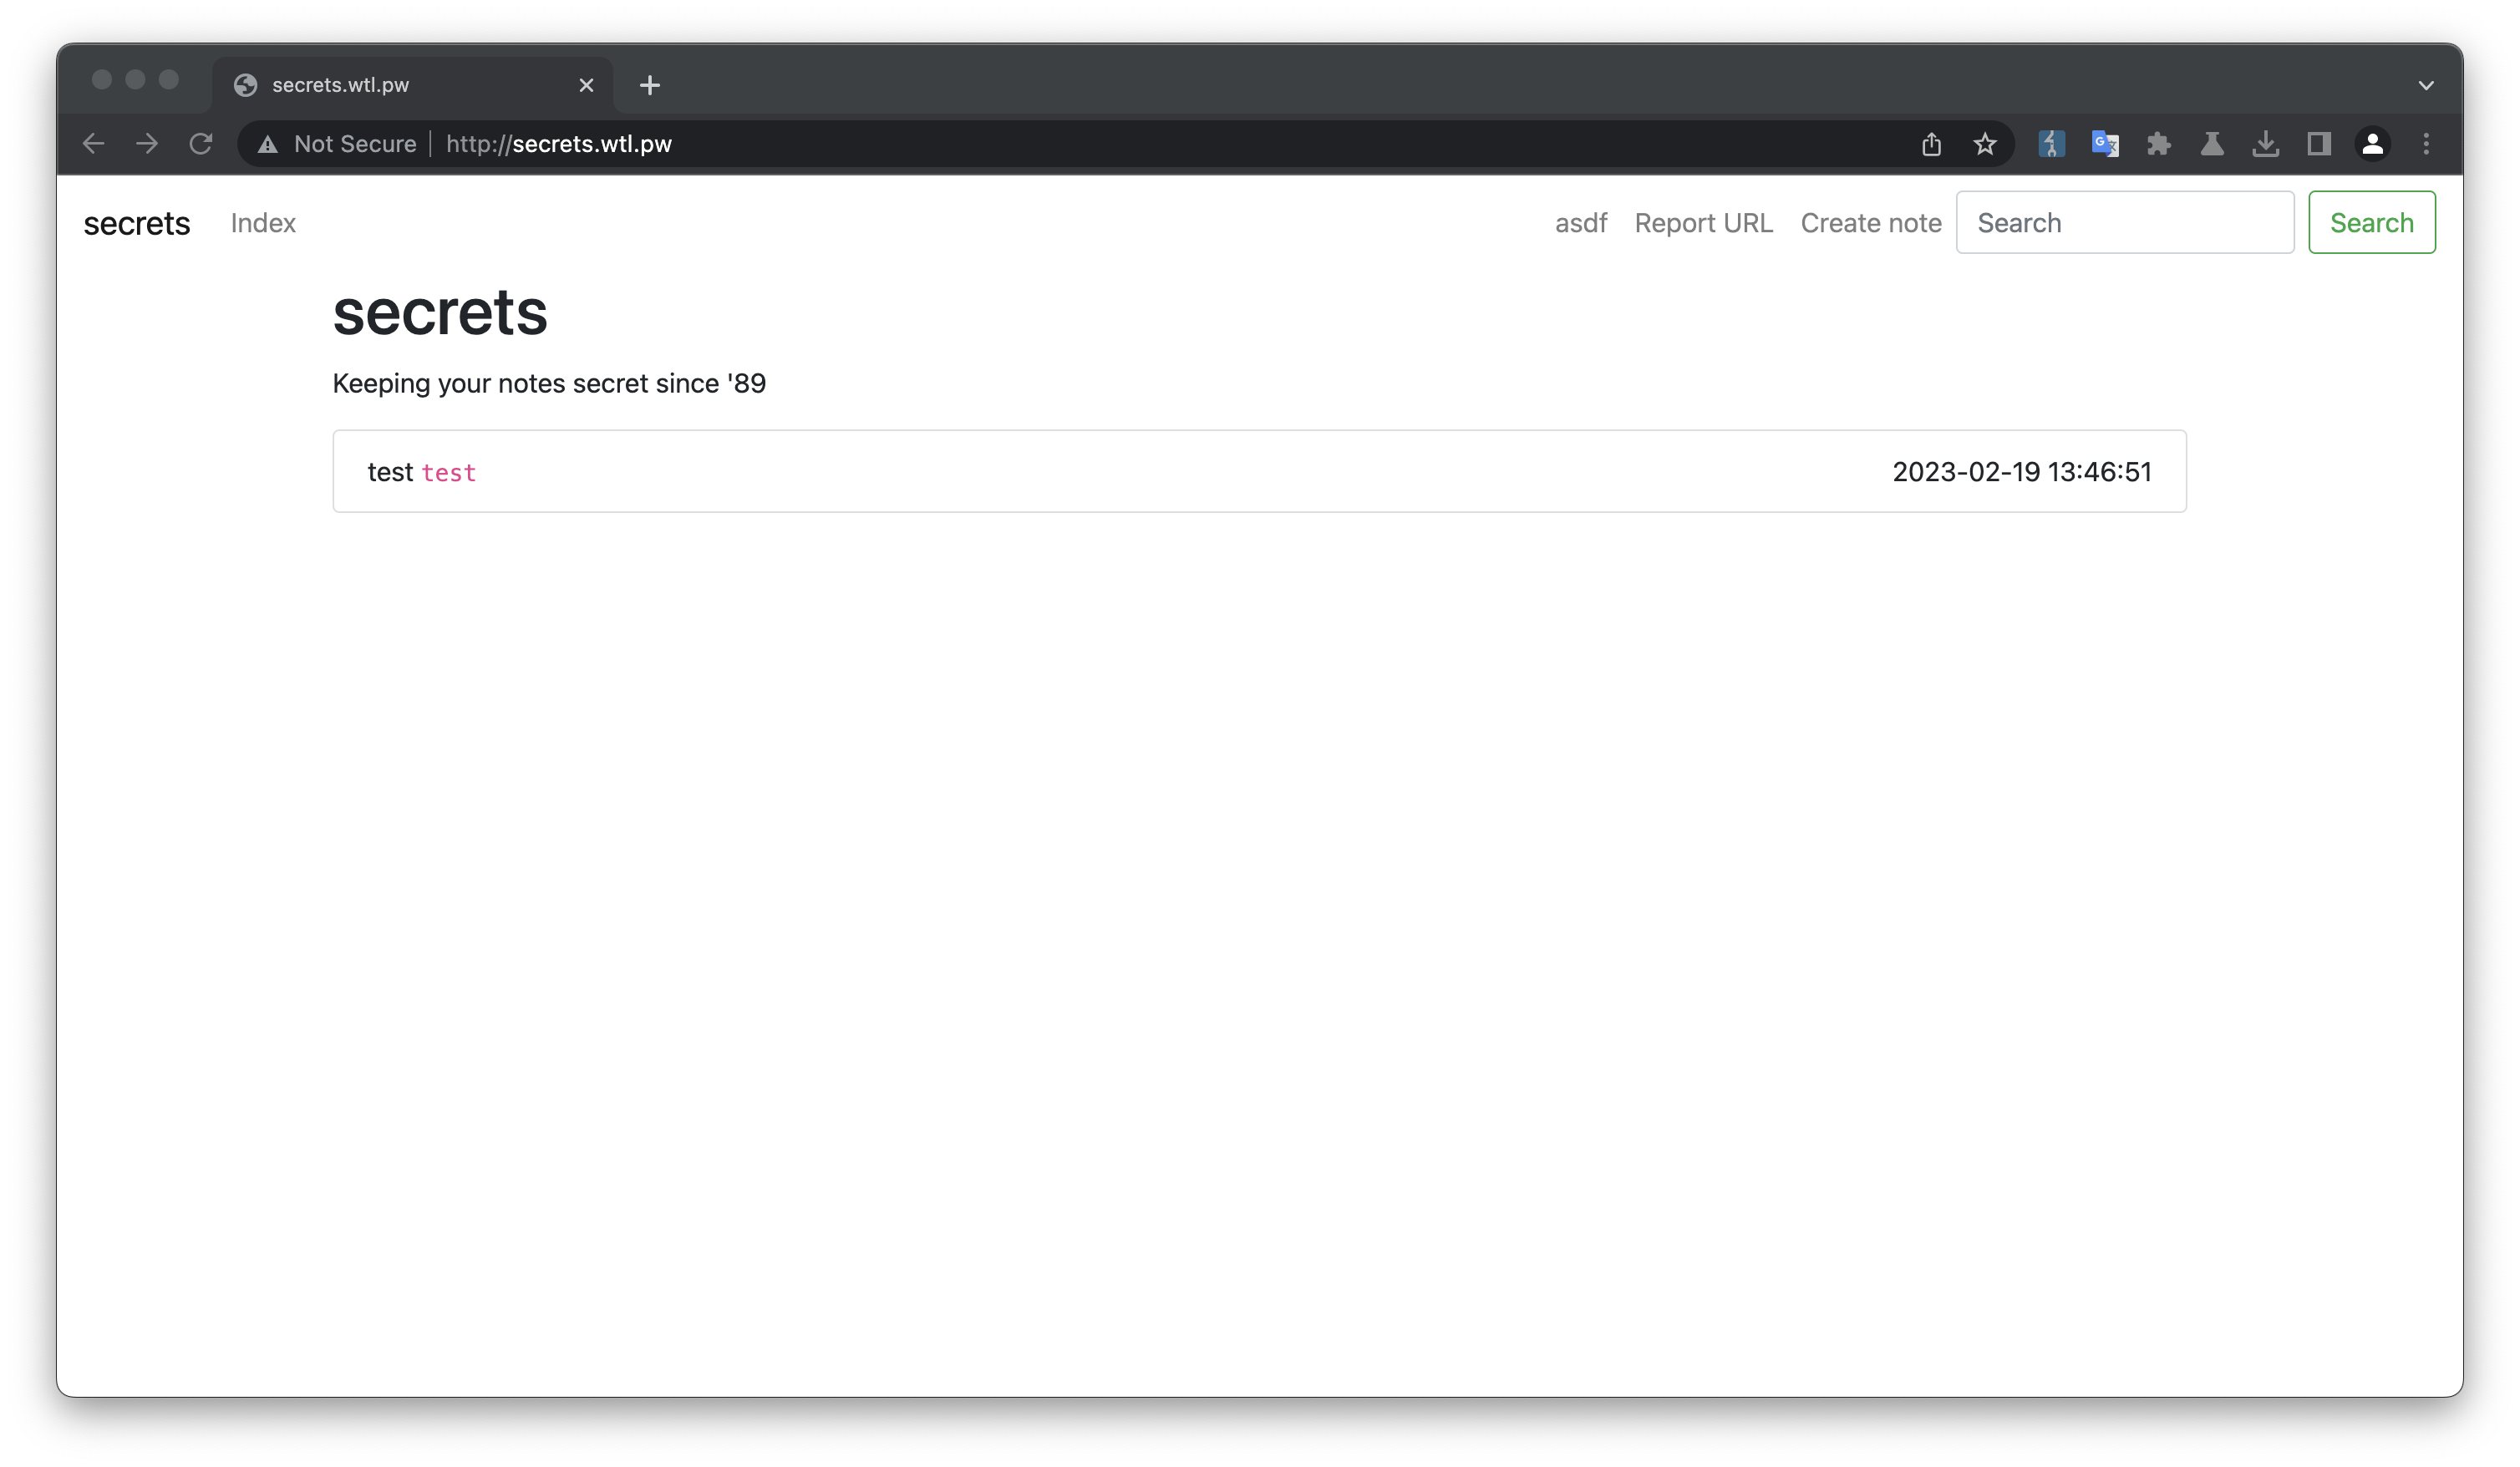 secrets.wtl.pw
Not Secure http://secrets.wtl.pw
secrets Index asdf Report URL Create note Search Search
secrets
Keeping your notes secret since '89
test test 2023-02-19 13:46:51